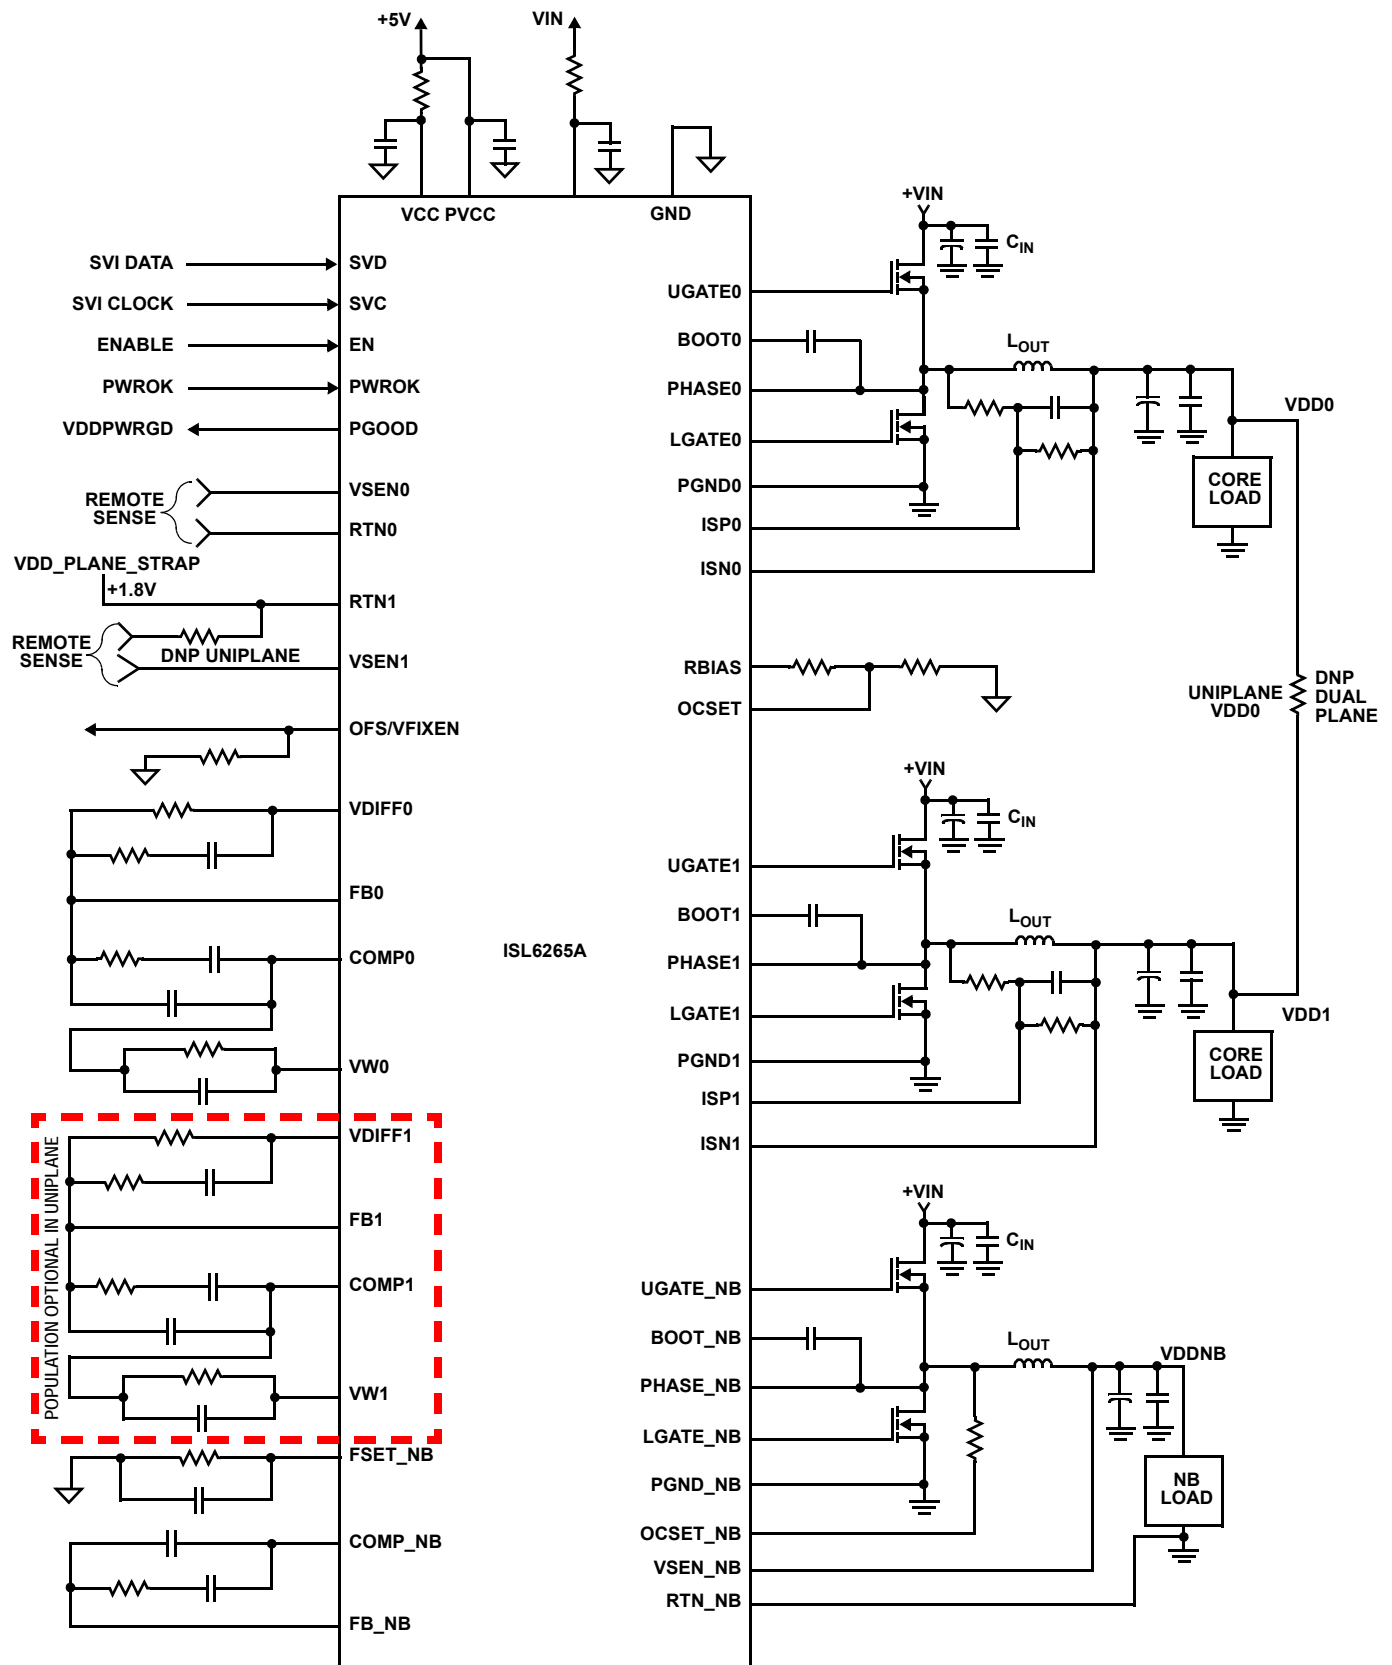 +5V
VIN
VCC PVCC
GND
SVI DATA
SVD
SVI CLOCK
SVC
ENABLE
EN
PWROK
PWROK
VDDPWRGD
PGOOD
REMOTE
SENSE
VSEN0
RTN0
VDD_PLANE_STRAP
+1.8V
RTN1
REMOTE
SENSE
DNP UNIPLANE
VSEN1
OFS/VFIXEN
VDIFF0
FB0
COMP0
VW0
POPULATION OPTIONAL IN UNIPLANE
VDIFF1
FB1
COMP1
VW1
FSET_NB
COMP_NB
FB_NB
ISL6265A
+VIN
CIN
UGATE0
BOOT0
LOUT
PHASE0
VDD0
LGATE0
CORE
LOAD
PGND0
ISP0
ISN0
RBIAS
OCSET
UNIPLANE
VDD0
DNP
DUAL
PLANE
+VIN
CIN
UGATE1
BOOT1
LOUT
PHASE1
LGATE1
VDD1
CORE
LOAD
PGND1
ISP1
ISN1
+VIN
CIN
UGATE_NB
BOOT_NB
LOUT
VDDNB
PHASE_NB
LGATE_NB
PGND_NB
NB
LOAD
OCSET_NB
VSEN_NB
RTN_NB